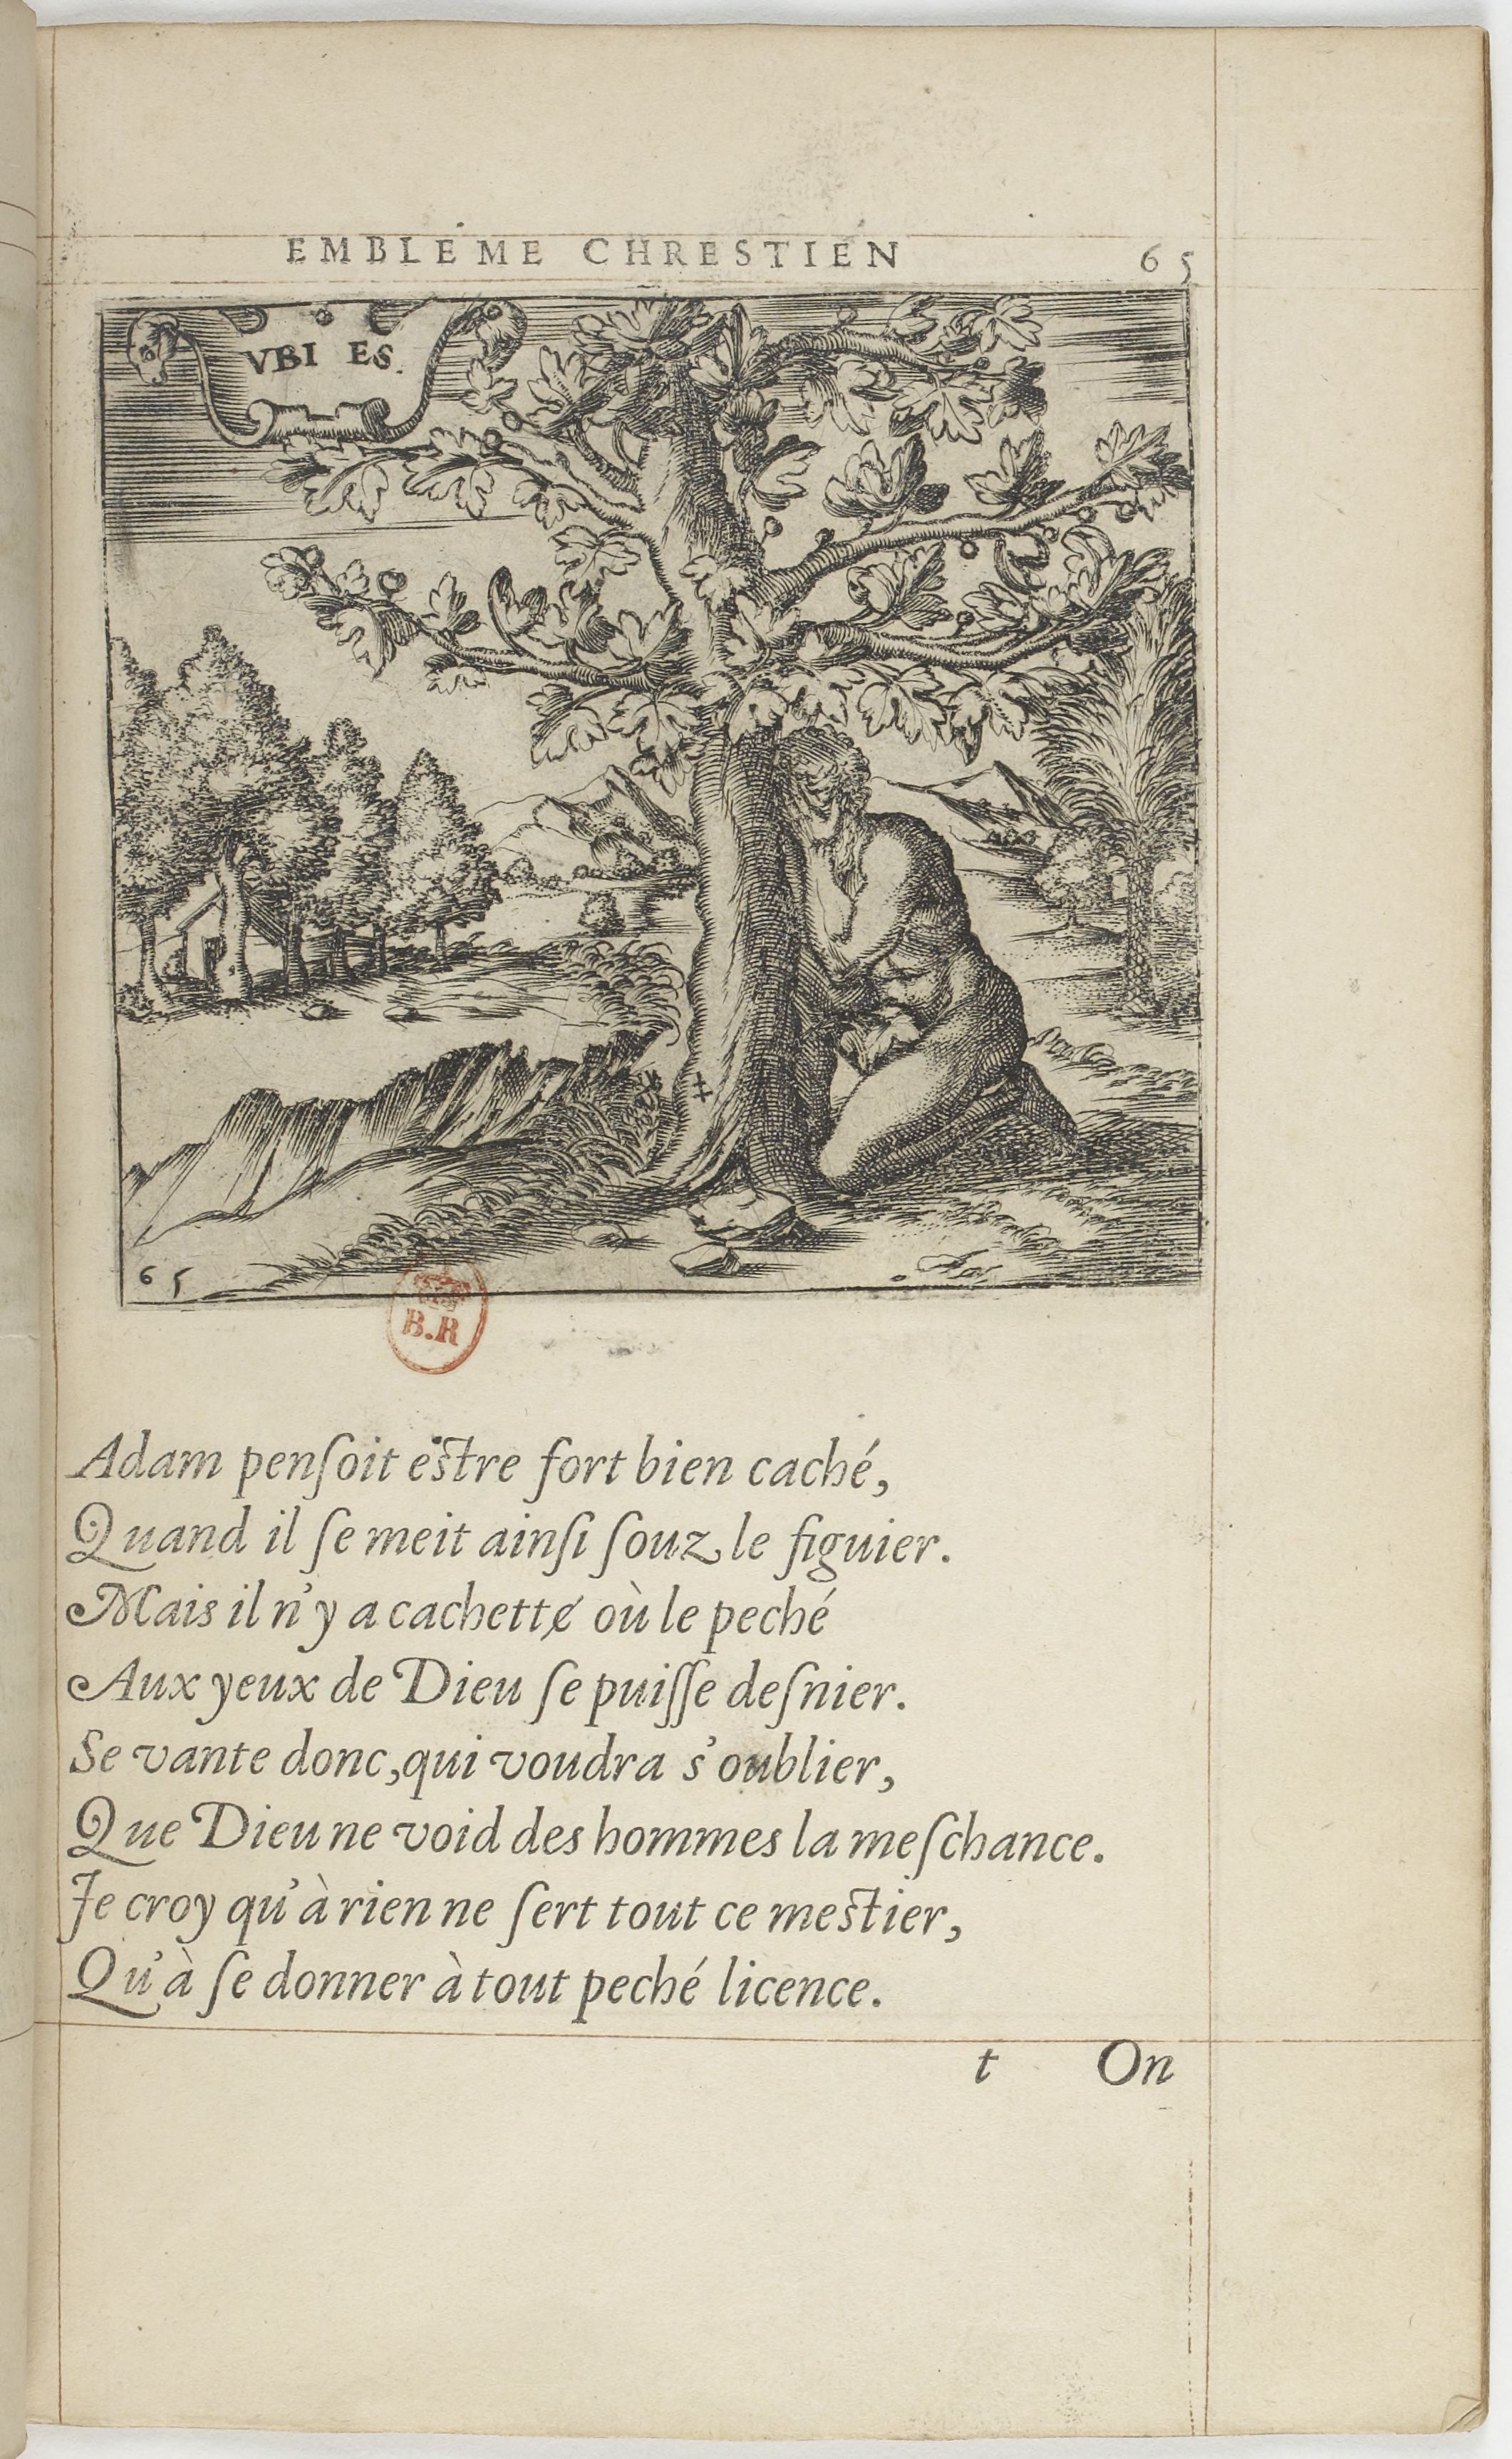 EMBLEME CHRESTIEN 65
VBI ES.
65
B.R
Adam penſoit eſtre fort bien caché,
Quand il ſe meit ainſi ſouz le figuier.
Mais il n'y a cachette où le peché
Aux yeux de Dieu ſe puiſſe deſnier.
Se vante donc, qui voudra s'oublier,
Que Dieu ne void des hommes la meſchance.
Je croy qu'à rien ne ſert tout ce meſtier,
Qu'à ſe donner à tout peché licence.
t On